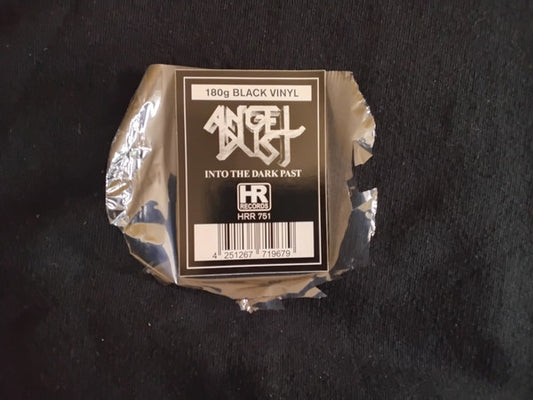 180g BLACK VINYL
ANGEL
DUST
INTO THE DARK PAST
HR
RECORDS
HRR 751
4 251267 719679